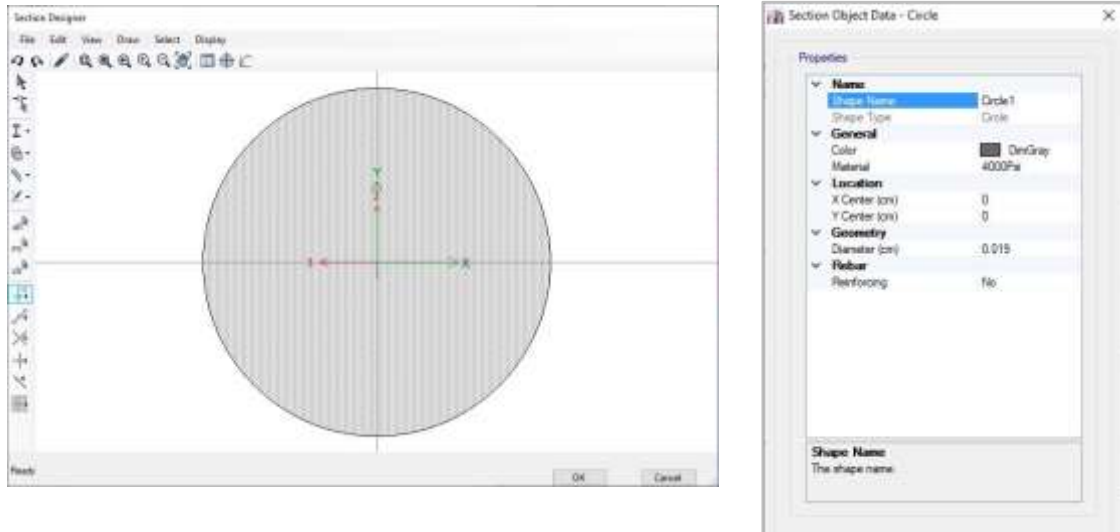 Section Designer
File Edit View Draw Select Display
Y
2
1
X
Ready
OK
Cancel
Section Object Data - Circle
Properties
Name
Shape Name Circle1
Shape Type Circle
General
Color DimGray
Material 4000Psi
Location
X Center (cm) 0
Y Center (cm) 0
Geometry
Diameter (cm) 0.019
Rebar
Reinforcing No
Shape Name
The shape name